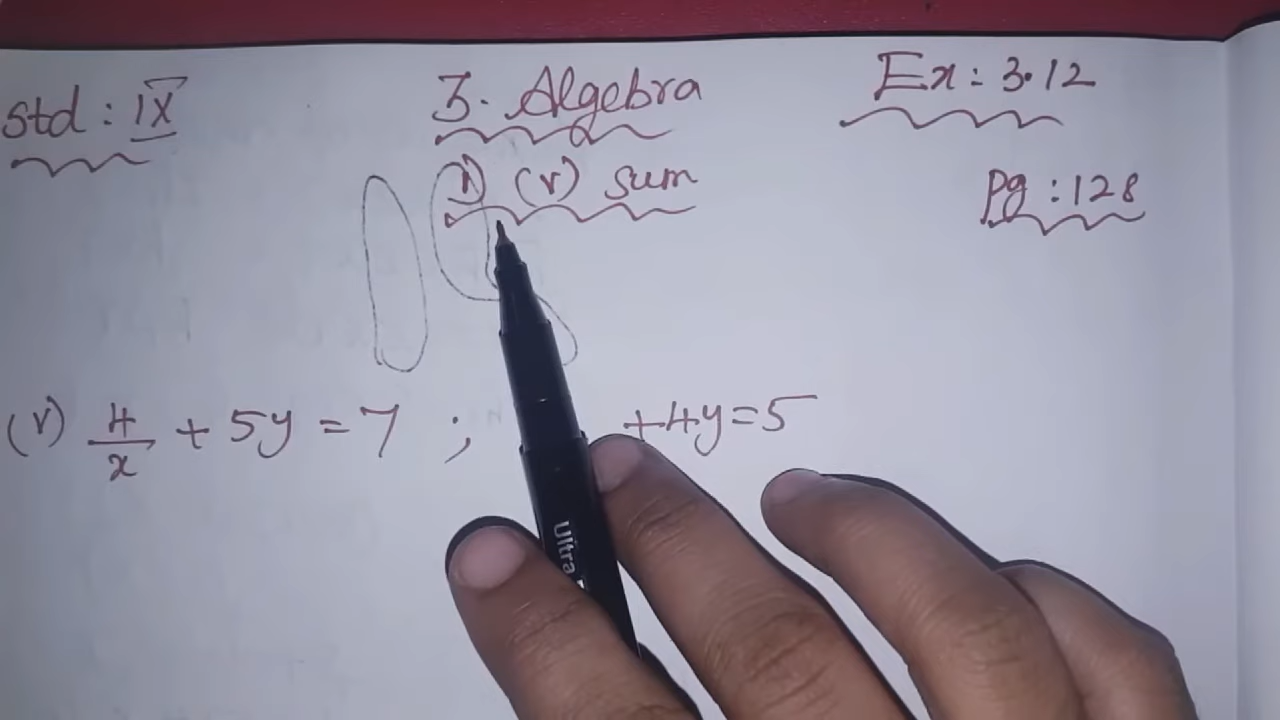 Std : IX 3. Algebra Ex: 3.12
1) (v) sum Pg: 128
(v) 4/x + 5y = 7 ; +4y=5
Ultra